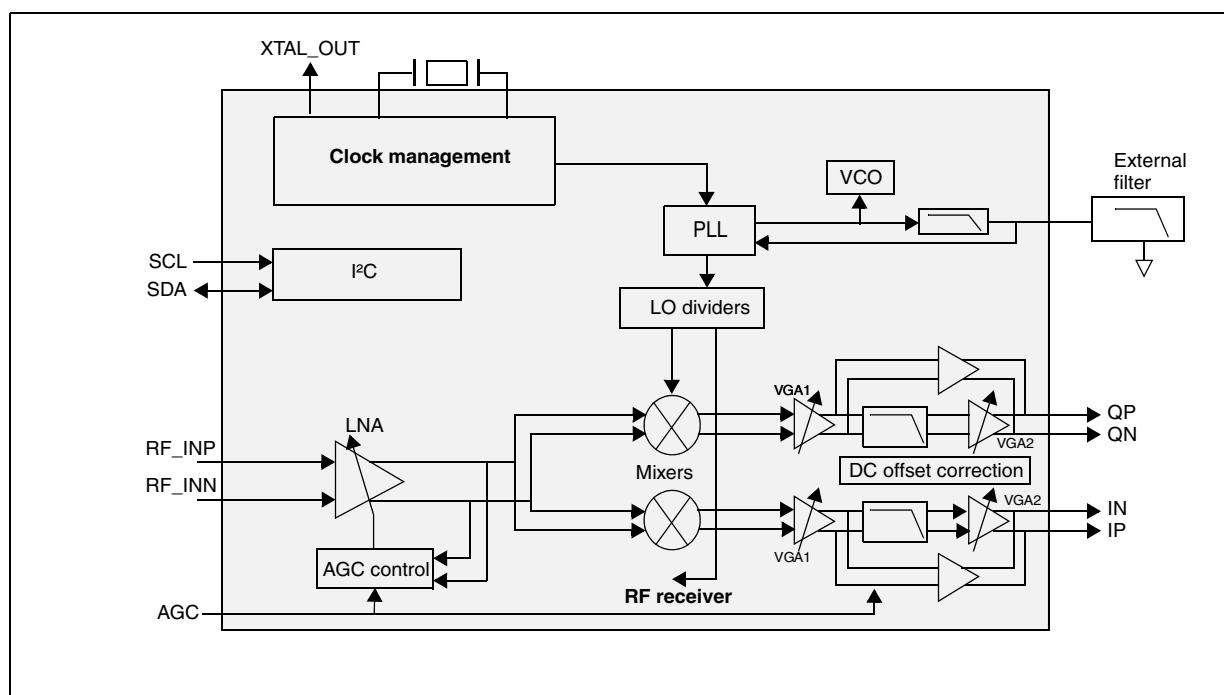 XTAL_OUT
Clock management
External
filter
VCO
PLL
SCL
SDA
I²C
LO dividers
VGA1
LNA
QP
QN
VGA2
RF_INP
RF_INN
Mixers
DC offset correction
VGA2
IN
IP
VGA1
AGC control
RF receiver
AGC